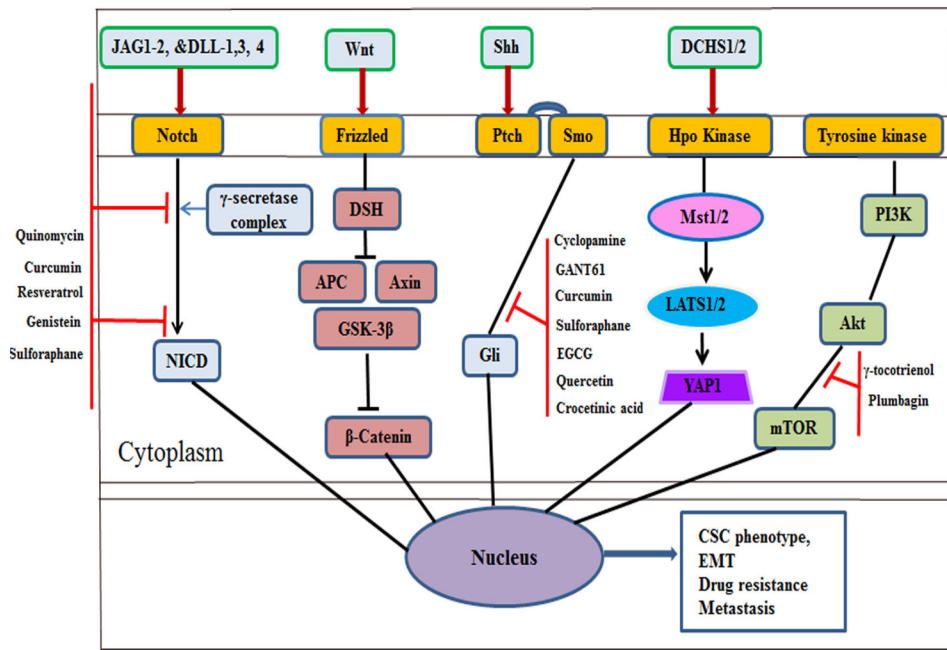 JAG1-2, &DLL-1,3, 4
Wnt
Shh
DCHS1/2
Notch
Frizzled
Ptch
Smo
Hpo Kinase
Tyrosine kinase
γ-secretase
complex
DSH
Mst1/2
PI3K
Quinomycin
Curcumin
Resveratrol
Genistein
Sulforaphane
APC
Axin
GSK-3β
Cyclopamine
GANT61
Curcumin
Sulforaphane
EGCG
Quercetin
Crocetinic acid
LATS1/2
Akt
NICD
Gli
YAP1
γ-tocotrienol
Plumbagin
β-Catenin
mTOR
Cytoplasm
Nucleus
CSC phenotype,
EMT
Drug resistance
Metastasis